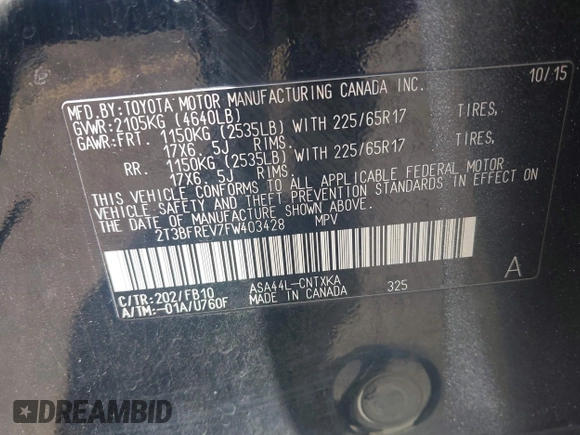 MFD.BY:TOYOTA MOTOR MANUFACTURING CANADA INC. 10/15
GVWR:2105KG (4640LB)
GAWR:FRT. 1150KG (2535LB) WITH 225/65R17 TIRES,
17X6. 5J RIMS.
RR. 1150KG (2535LB) WITH 225/65R17 TIRES,
17X6. 5J RIMS.
THIS VEHICLE CONFORMS TO ALL APPLICABLE FEDERAL MOTOR
VEHICLE SAFETY AND THEFT PREVENTION STANDARDS IN EFFECT ON
THE DATE OF MANUFACTURE SHOWN ABOVE.
2T3BFREV7FW403428 MPV
C/TR:202/FB10 ASA44L-CNTXKA 325 A
A/TM:-01A/U760F MADE IN CANADA
DREAMBID